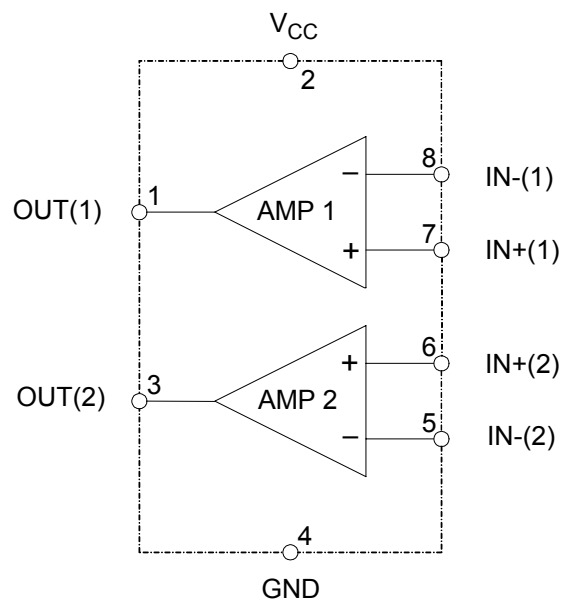 VCC
2
8
IN-(1)
OUT(1)
1
AMP 1
−
+
7
IN+(1)
6
IN+(2)
OUT(2)
3
AMP 2
+
−
5
IN-(2)
4
GND